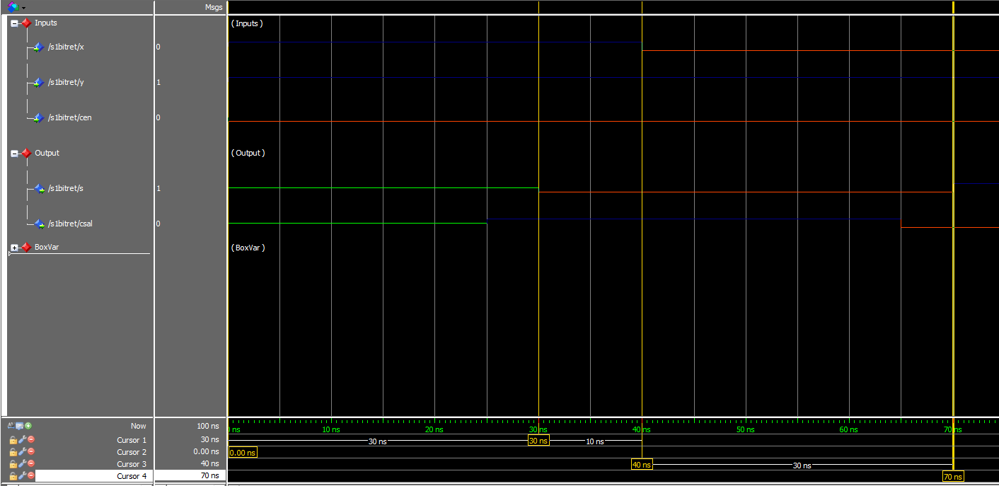 Msgs
Inputs
( Inputs )
/s1bitret/x 0
/s1bitret/y 1
/s1bitret/cen 0
Output
( Output )
/s1bitret/s 1
/s1bitret/csal 0
BoxVar
( BoxVar )
Now 100 ns
ns 10 ns 20 ns 30 ns 40 ns 50 ns 60 ns 70 ns
Cursor 1 30 ns 30 ns 30 ns 10 ns
Cursor 2 0.00 ns 0.00 ns
Cursor 3 40 ns 40 ns 30 ns
Cursor 4 70 ns 70 ns